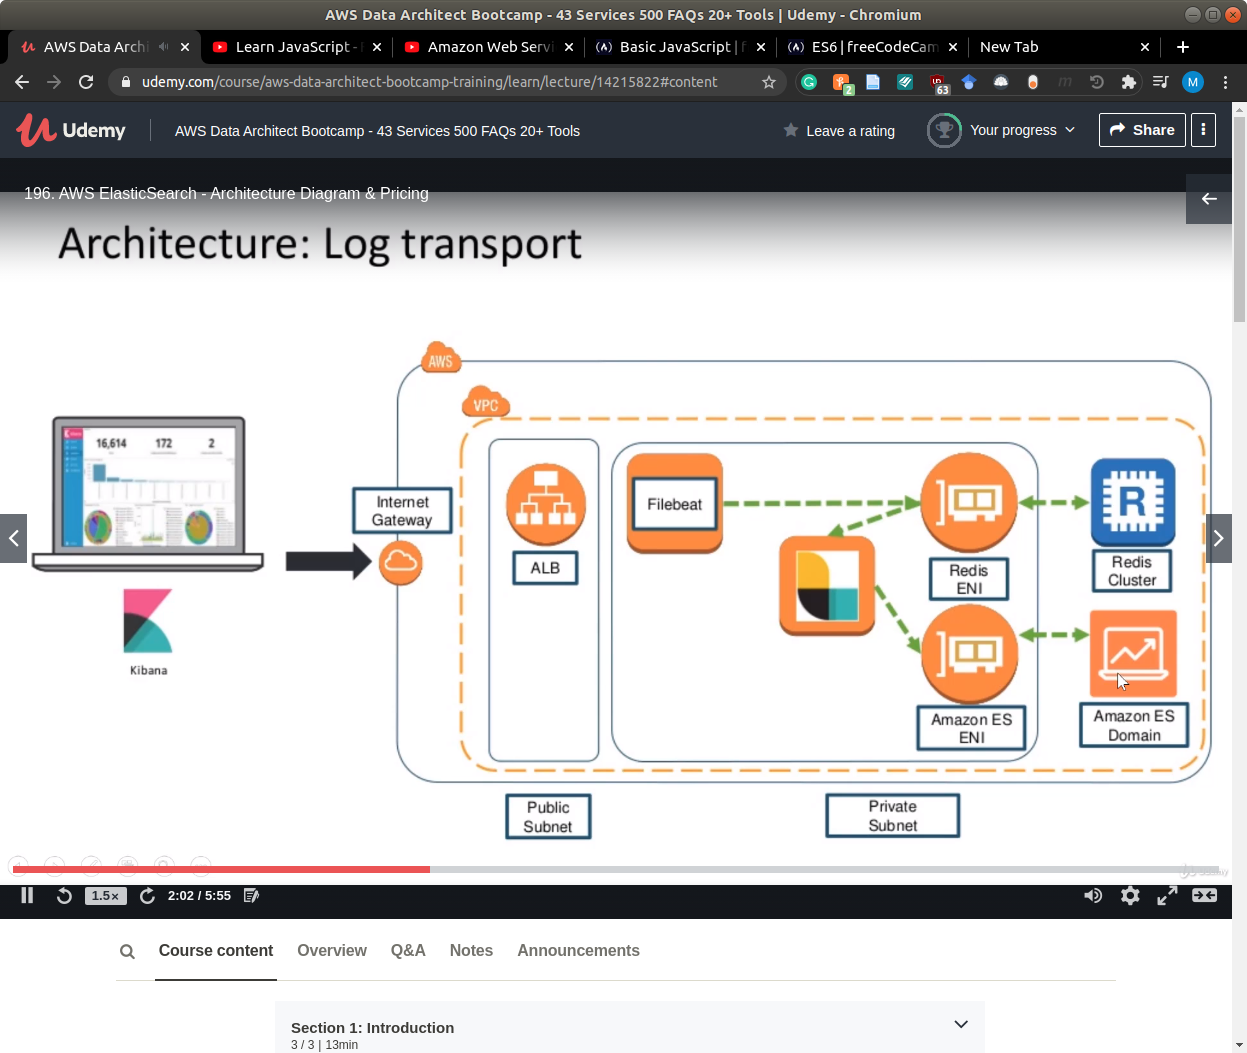 AWS Data Architect Bootcamp - 43 Services 500 FAQs 20+ Tools | Udemy - Chromium
AWS Data Archi
Learn JavaScript -
Amazon Web Servi
Basic JavaScript | f
ES6 | freeCodeCam
New Tab
udemy.com/course/aws-data-architect-bootcamp-training/learn/lecture/14215822#content
2
63
m
M
Udemy
AWS Data Architect Bootcamp - 43 Services 500 FAQs 20+ Tools
Leave a rating
Your progress
Share
196. AWS ElasticSearch - Architecture Diagram & Pricing
Architecture: Log transport
AWS
VPC
16,614
172
2
Internet
Gateway
Filebeat
R
ALB
Redis
ENI
Redis
Cluster
Kibana
Amazon ES
ENI
Amazon ES
Domain
Public
Subnet
Private
Subnet
1.5×
2:02 / 5:55
Course content
Overview
Q&A
Notes
Announcements
Section 1: Introduction
3 / 3 | 13min